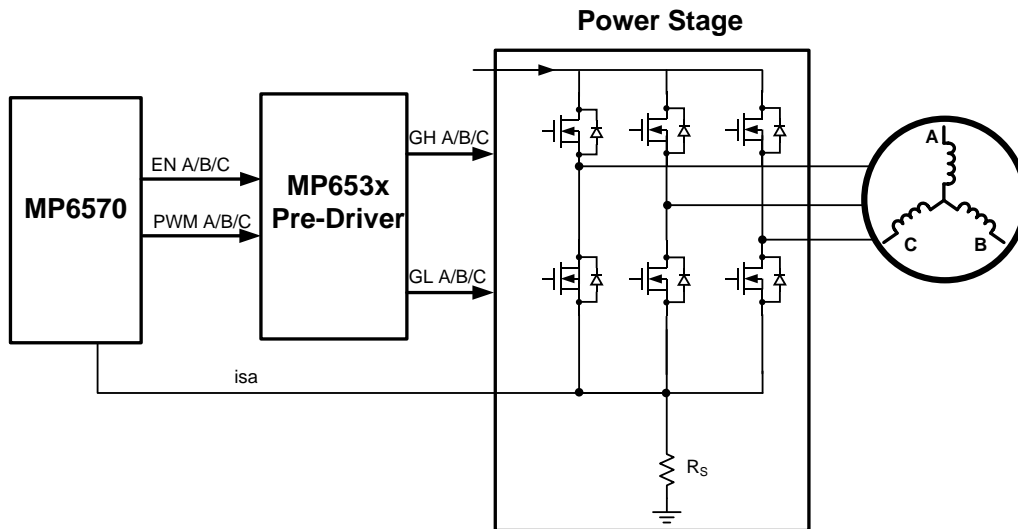 Power Stage
MP6570
EN A/B/C
PWM A/B/C
MP653x
Pre-Driver
GH A/B/C
GL A/B/C
A
C
B
isa
RS